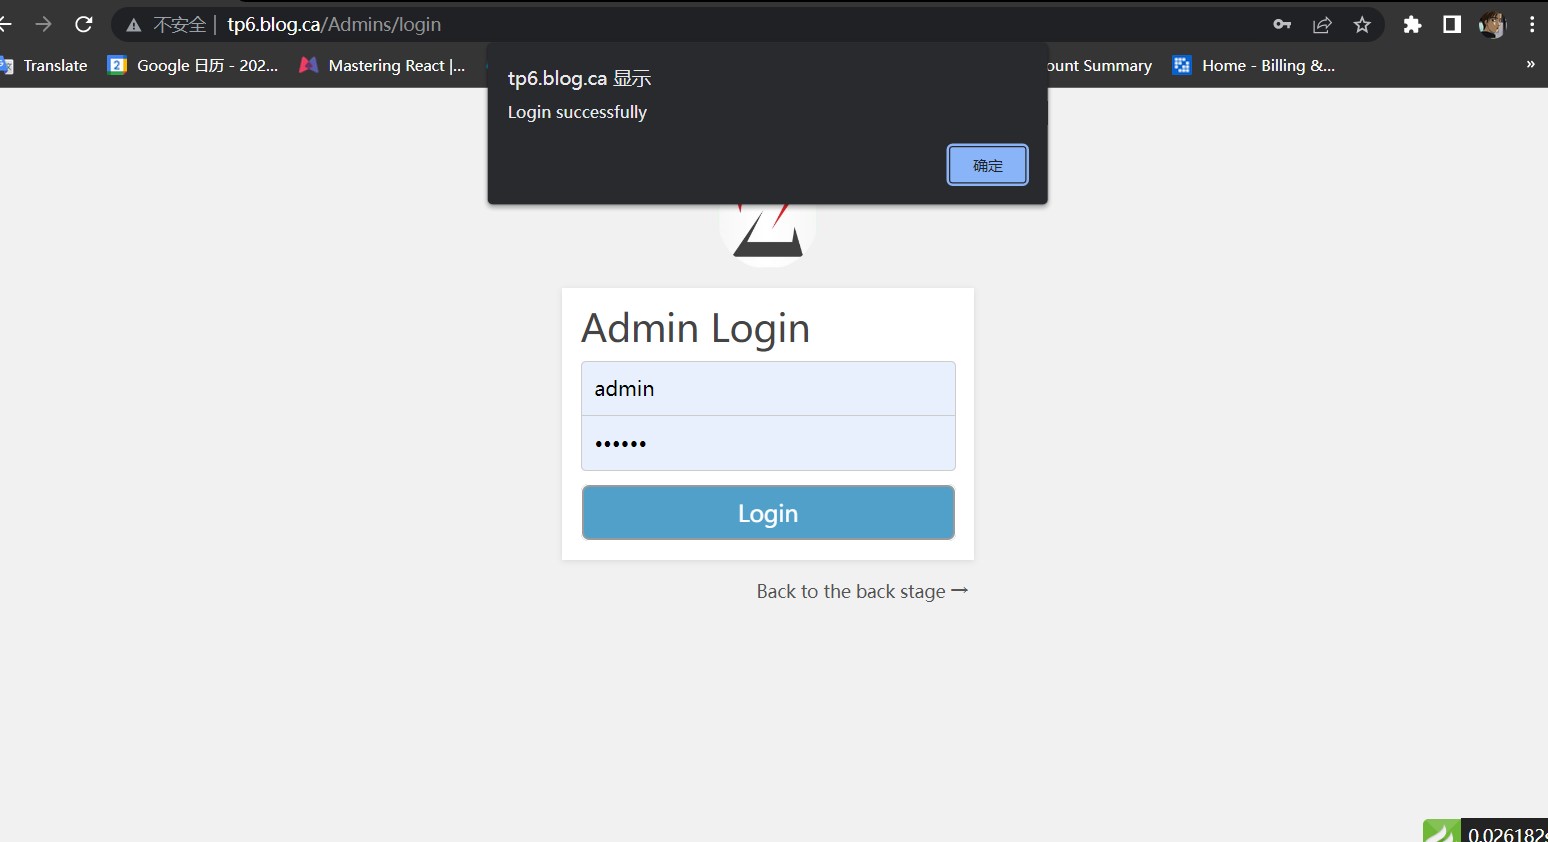 不安全 | tp6.blog.ca/Admins/login
Translate Google 日历 - 202... Mastering React |... ount Summary Home - Billing &... »
tp6.blog.ca 显示
Login successfully
确定
Admin Login
admin
••••••
Login
Back to the back stage →
0.026182s